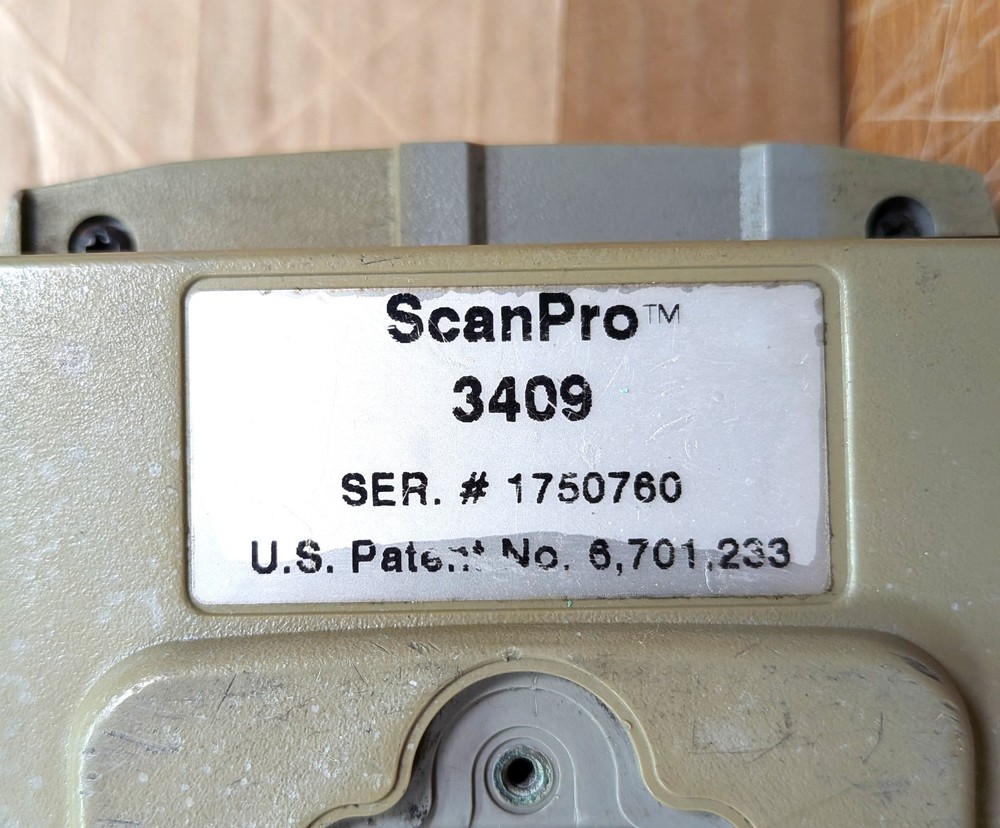 ScanPro™
3409
SER. # 1750760
U.S. Patent No. 6,701,233